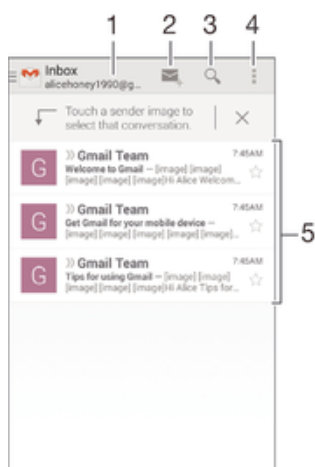 1 2 3 4
Inbox
alicehoney1990@g...
Touch a sender image to
select that conversation.
G
Gmail Team 7:45AM
Welcome to Gmail – [image] [image]
[image] [image] [image]Hi Alice Welcom...
G
Gmail Team 7:45AM
Get Gmail for your mobile device –
[image] [image] [image] [image] [image]...
G
Gmail Team 7:45AM
Tips for using Gmail – [image] [image]
[image] [image] [image]Hi Alice Tips for...
5